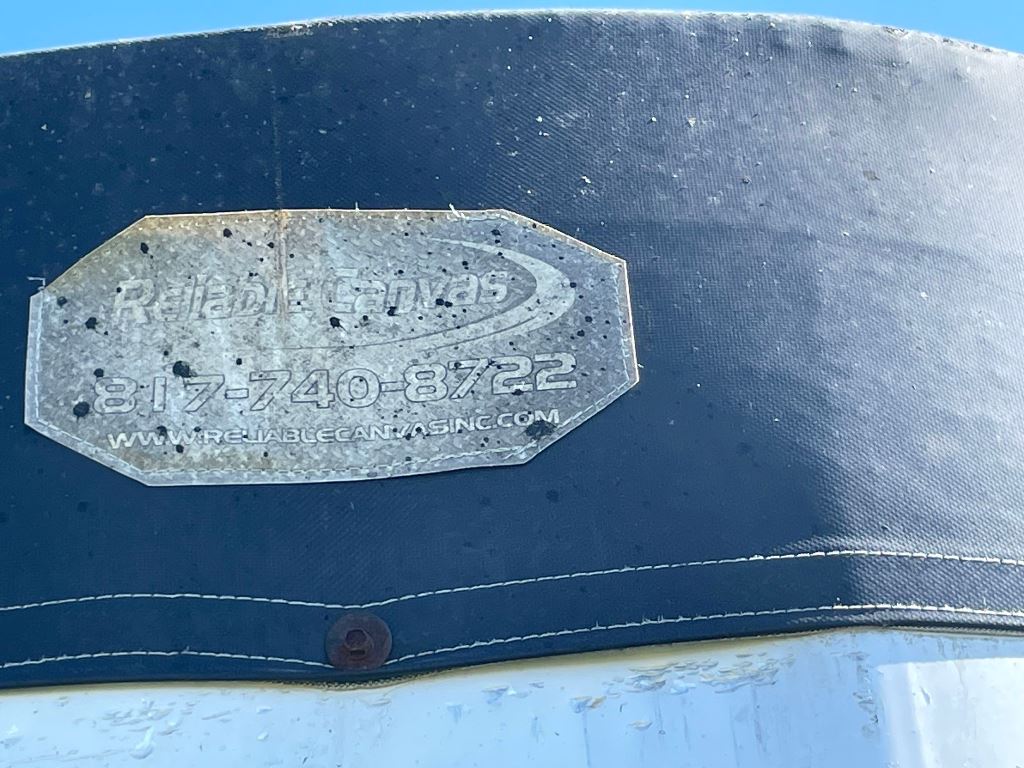 Reliable Canvas
817-740-8722
WWW.RELIABLECANVASINC.COM